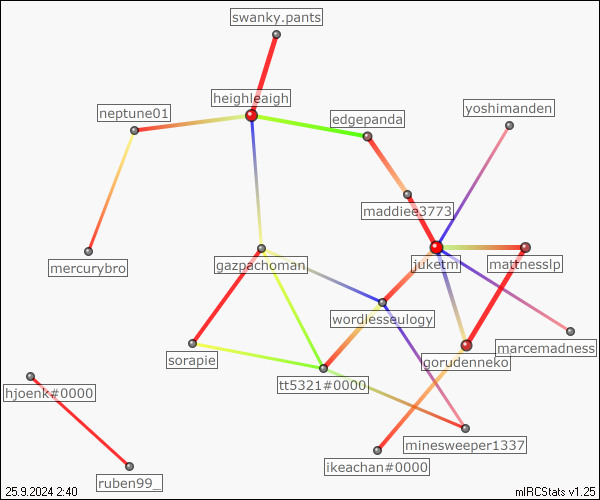 swanky.pants
heighleaigh
neptune01
edgepanda
yoshimanden
maddiee3773
mercurybro
gazpachoman
juketm
mattnesslp
wordlesseulogy
sorapie
marcemadness
gorudenneko
tt5321#0000
hjoenk#0000
minesweeper1337
ikeachan#0000
ruben99_
25.9.2024 2:40
mIRCStats v1.25